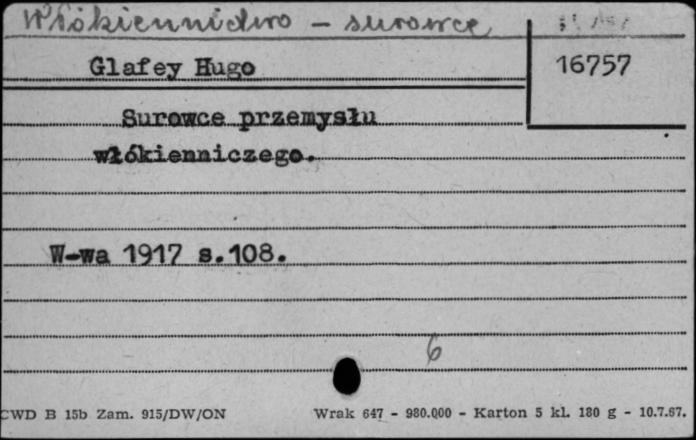 Włókiennictwo - surowce
Glafey Hugo
16757
Surowce przemysłu
włókienniczego.
W-wa 1917 s.108.
6
CWD B 15b Zam. 915/DW/ON Wrak 647 - 980.000 - Karton 5 kl. 180 g - 10.7.67.